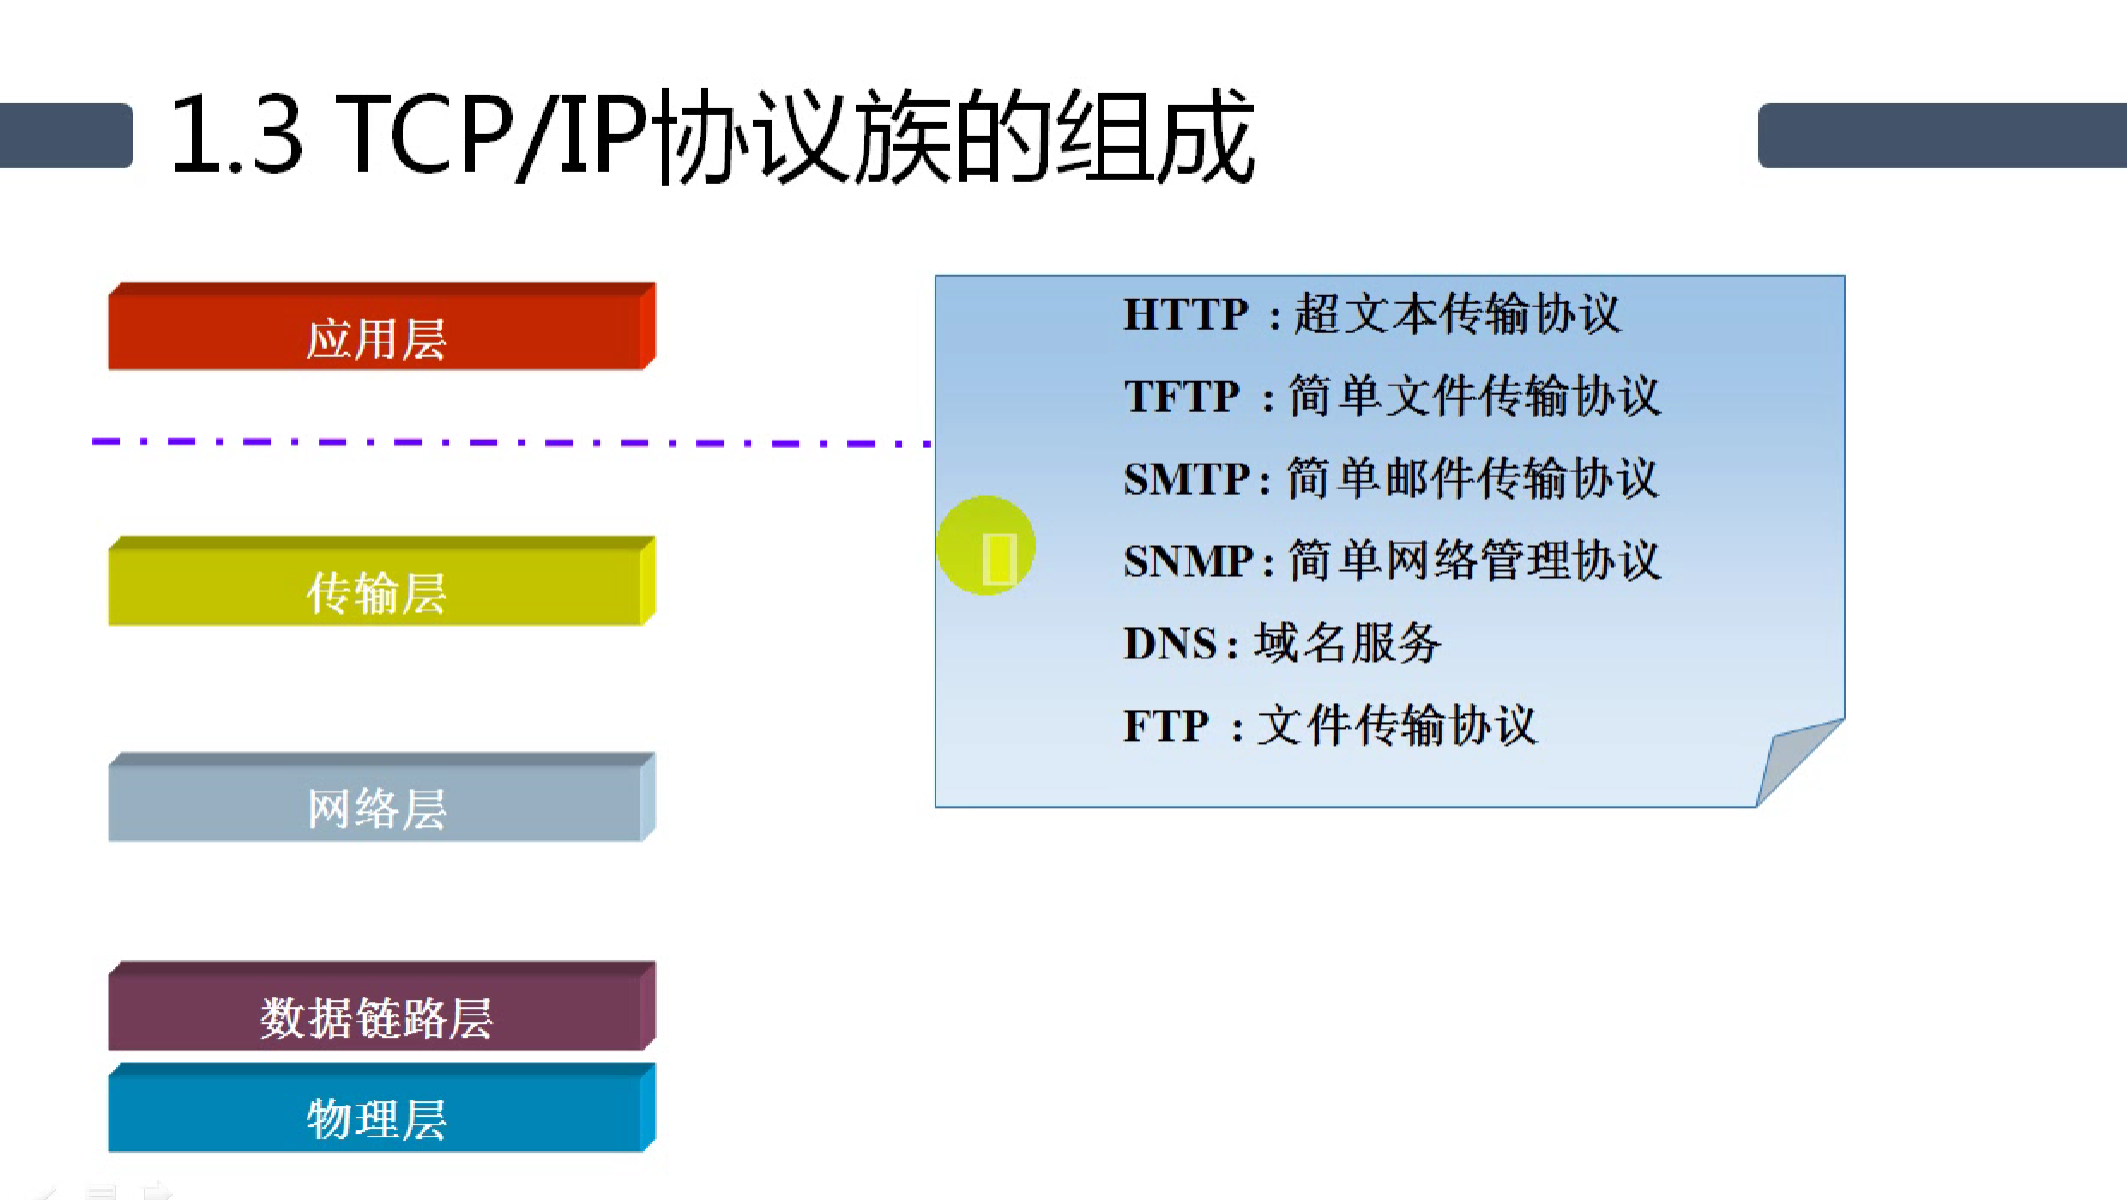 1.3 TCP/IP协议族的组成
应用层
传输层
网络层
数据链路层
物理层
HTTP : 超文本传输协议
TFTP : 简单文件传输协议
SMTP : 简单邮件传输协议
SNMP : 简单网络管理协议
DNS : 域名服务
FTP : 文件传输协议